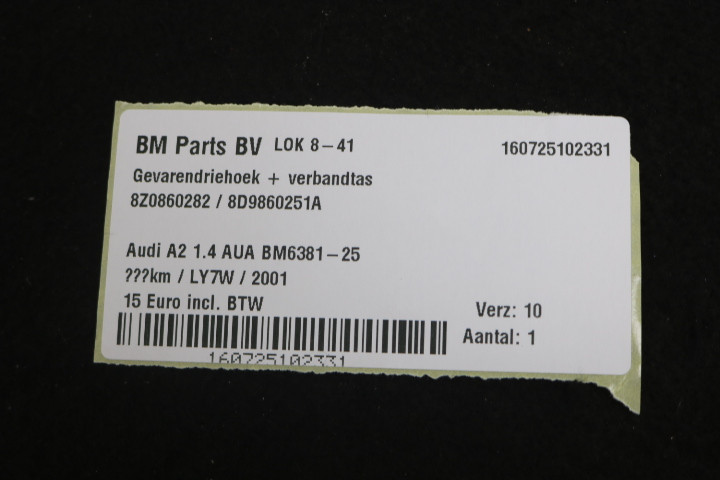 BM Parts BV LOK 8-41 160725102331
Gevarendriehoek + verbandtas
8Z0860282 / 8D9860251A
Audi A2 1.4 AUA BM6381-25
???km / LY7W / 2001
15 Euro incl. BTW
Verz: 10
Aantal: 1
160725102331